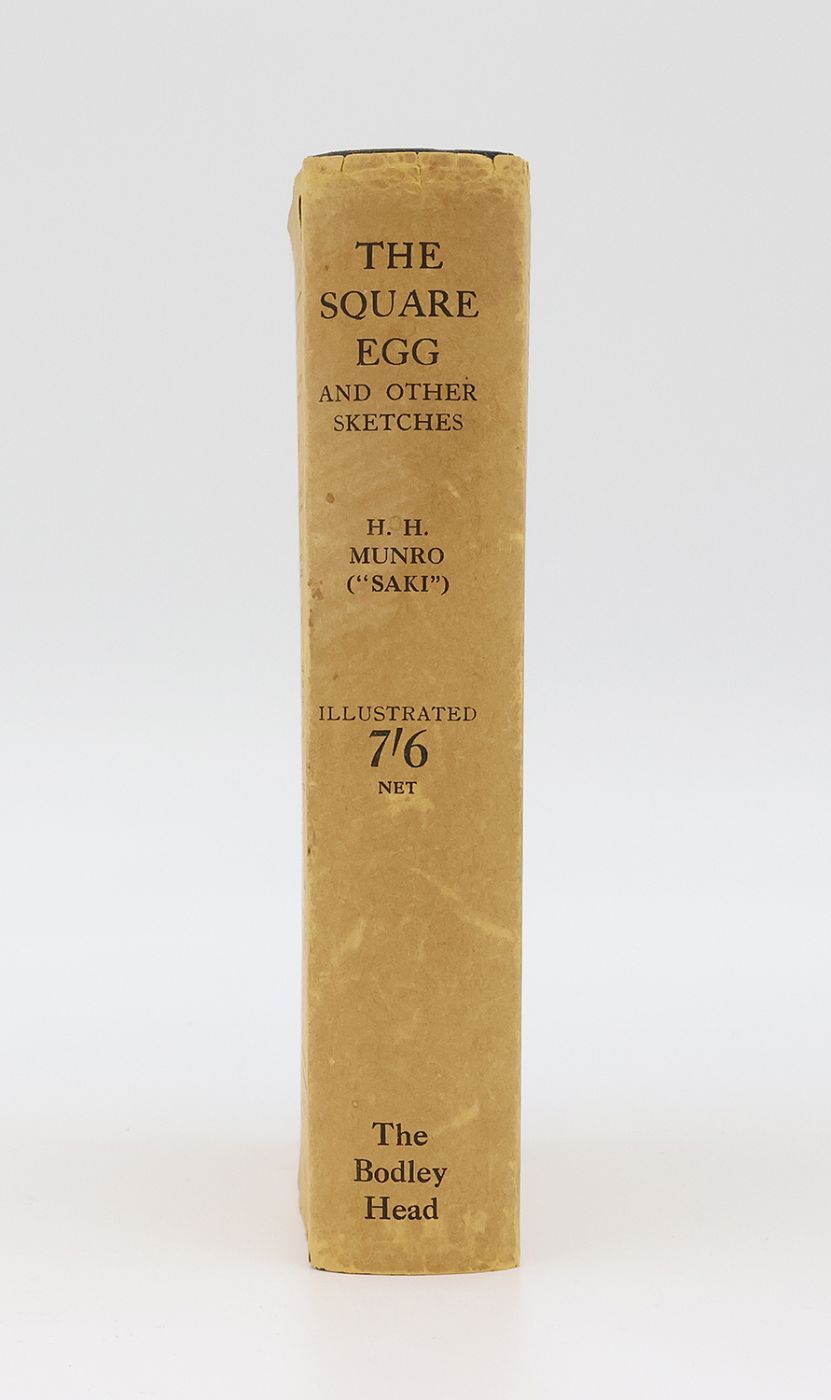 THE
SQUARE
EGG
AND OTHER
SKETCHES
H. H.
MUNRO
(“SAKI”)
ILLUSTRATED
7/6
NET
The
Bodley
Head